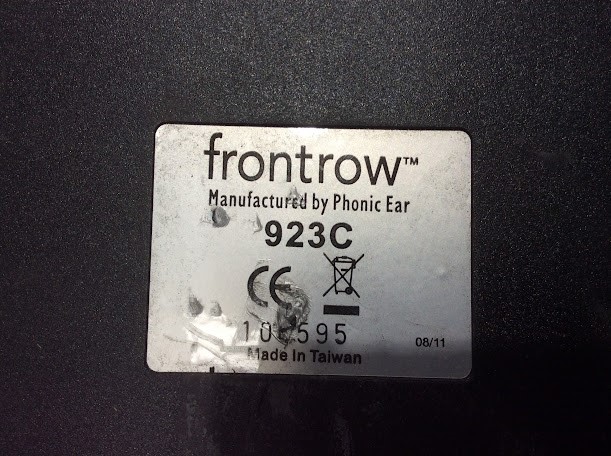 frontrow™
Manufactured by Phonic Ear
923C
CE
08/11
Made In Taiwan